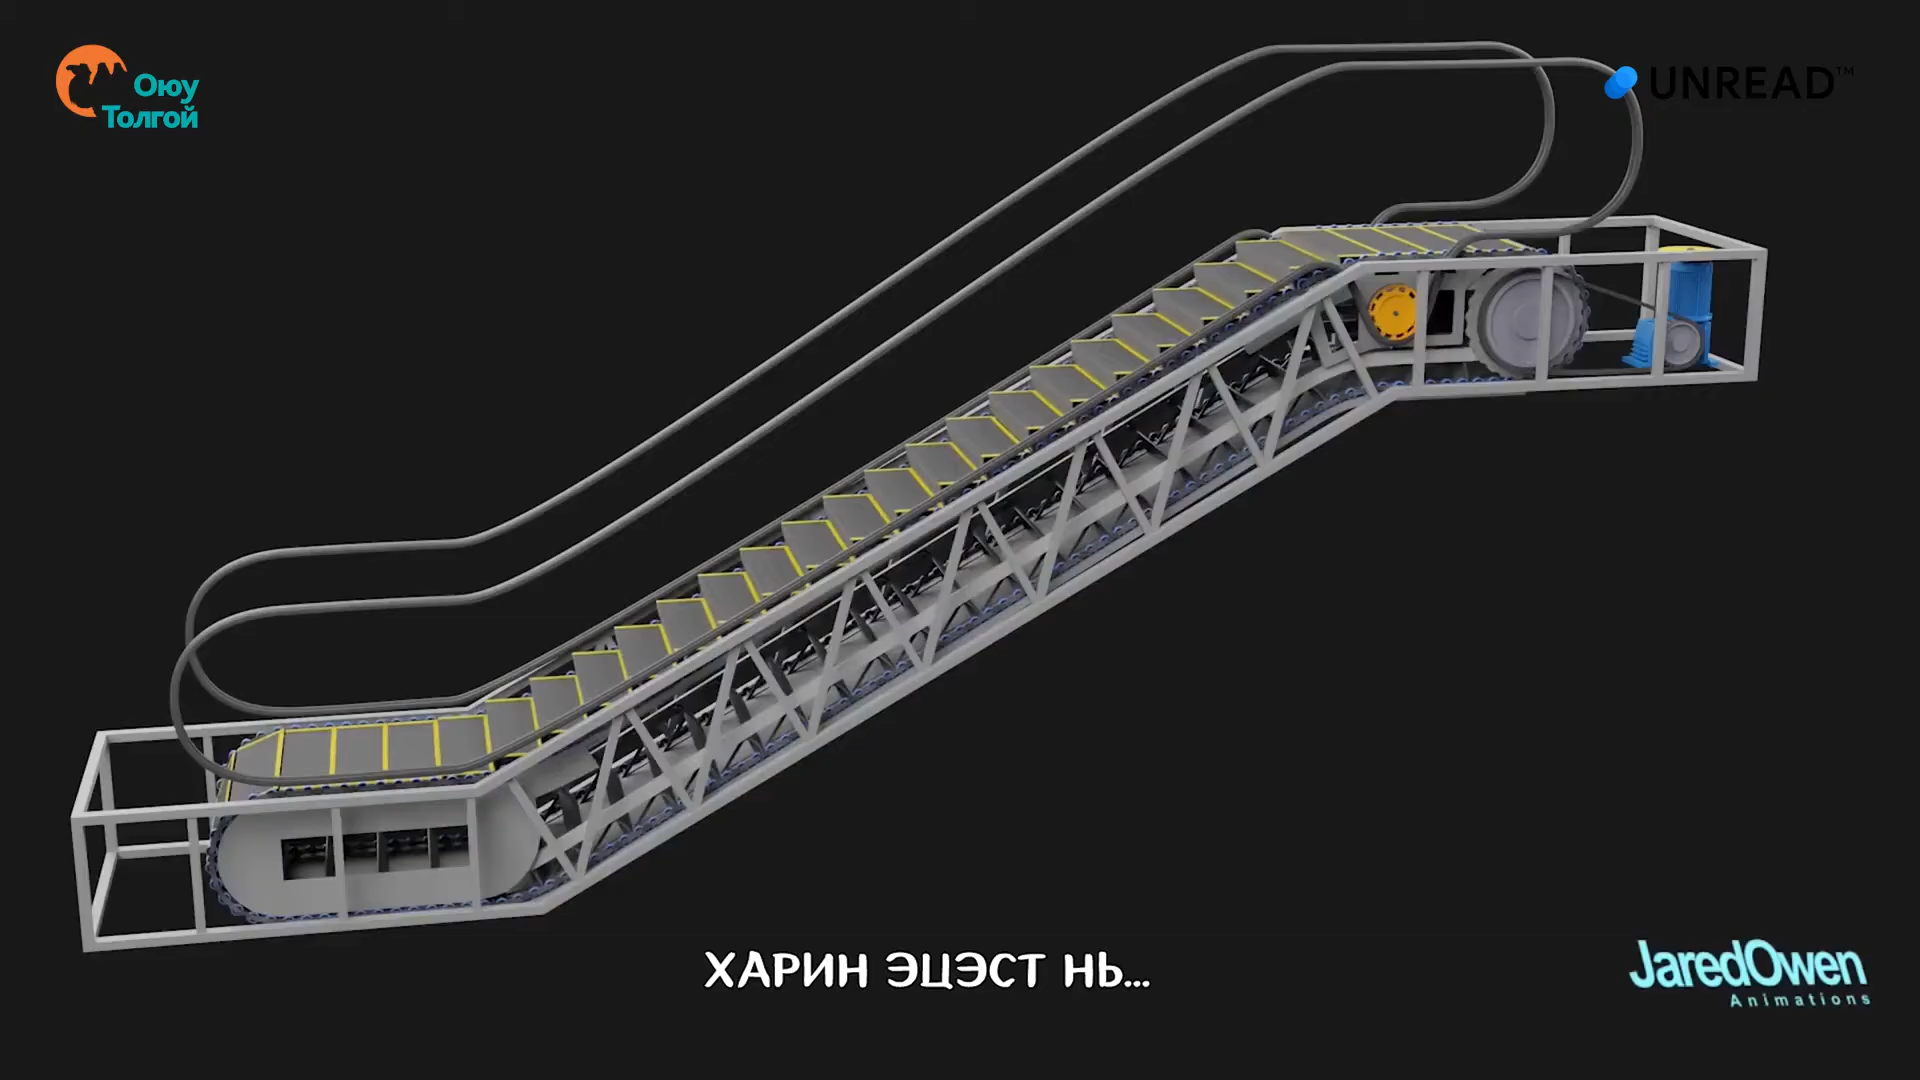 Оюу
Толгой
UNREAD™
ХАРИН ЭЦЭСТ НЬ...
JaredOwen
Animations